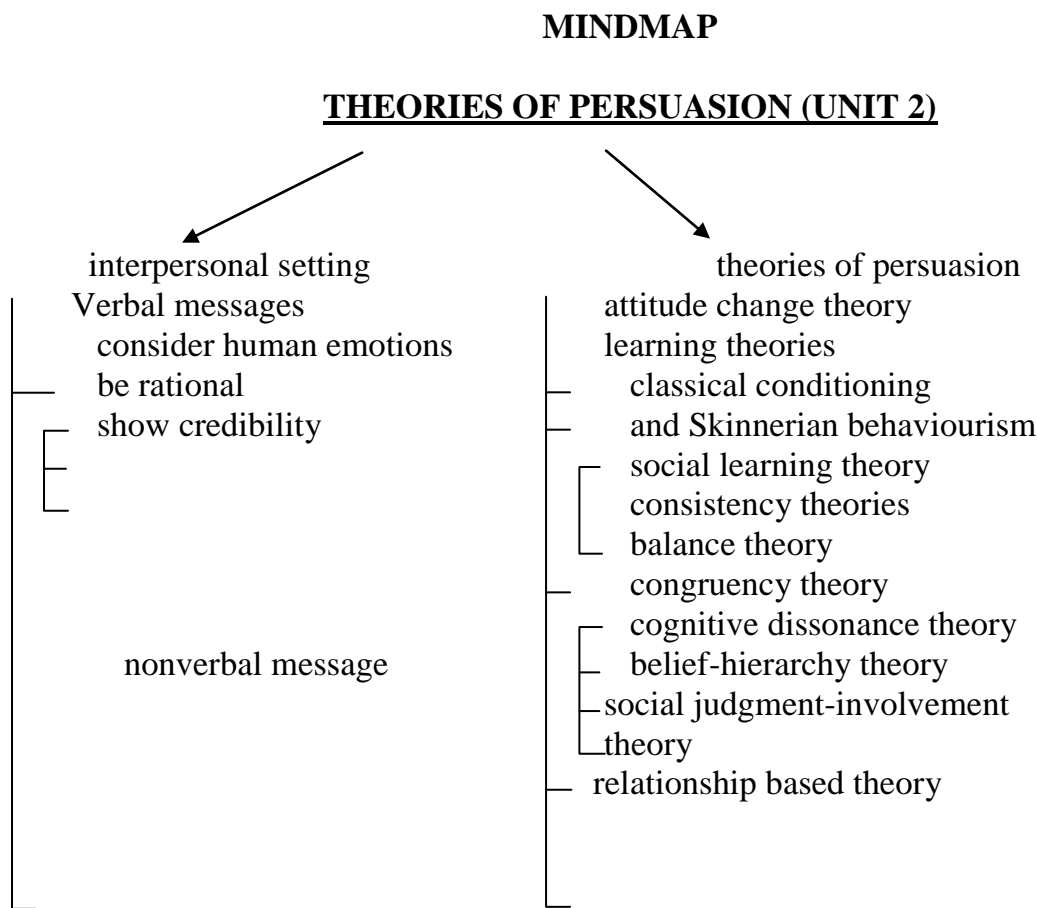 MINDMAP
THEORIES OF PERSUASION (UNIT 2)
interpersonal setting
Verbal messages
consider human emotions
be rational
show credibility
nonverbal message
theories of persuasion
attitude change theory
learning theories
classical conditioning
and Skinnerian behaviourism
social learning theory
consistency theories
balance theory
congruency theory
cognitive dissonance theory
belief-hierarchy theory
social judgment-involvement
theory
relationship based theory